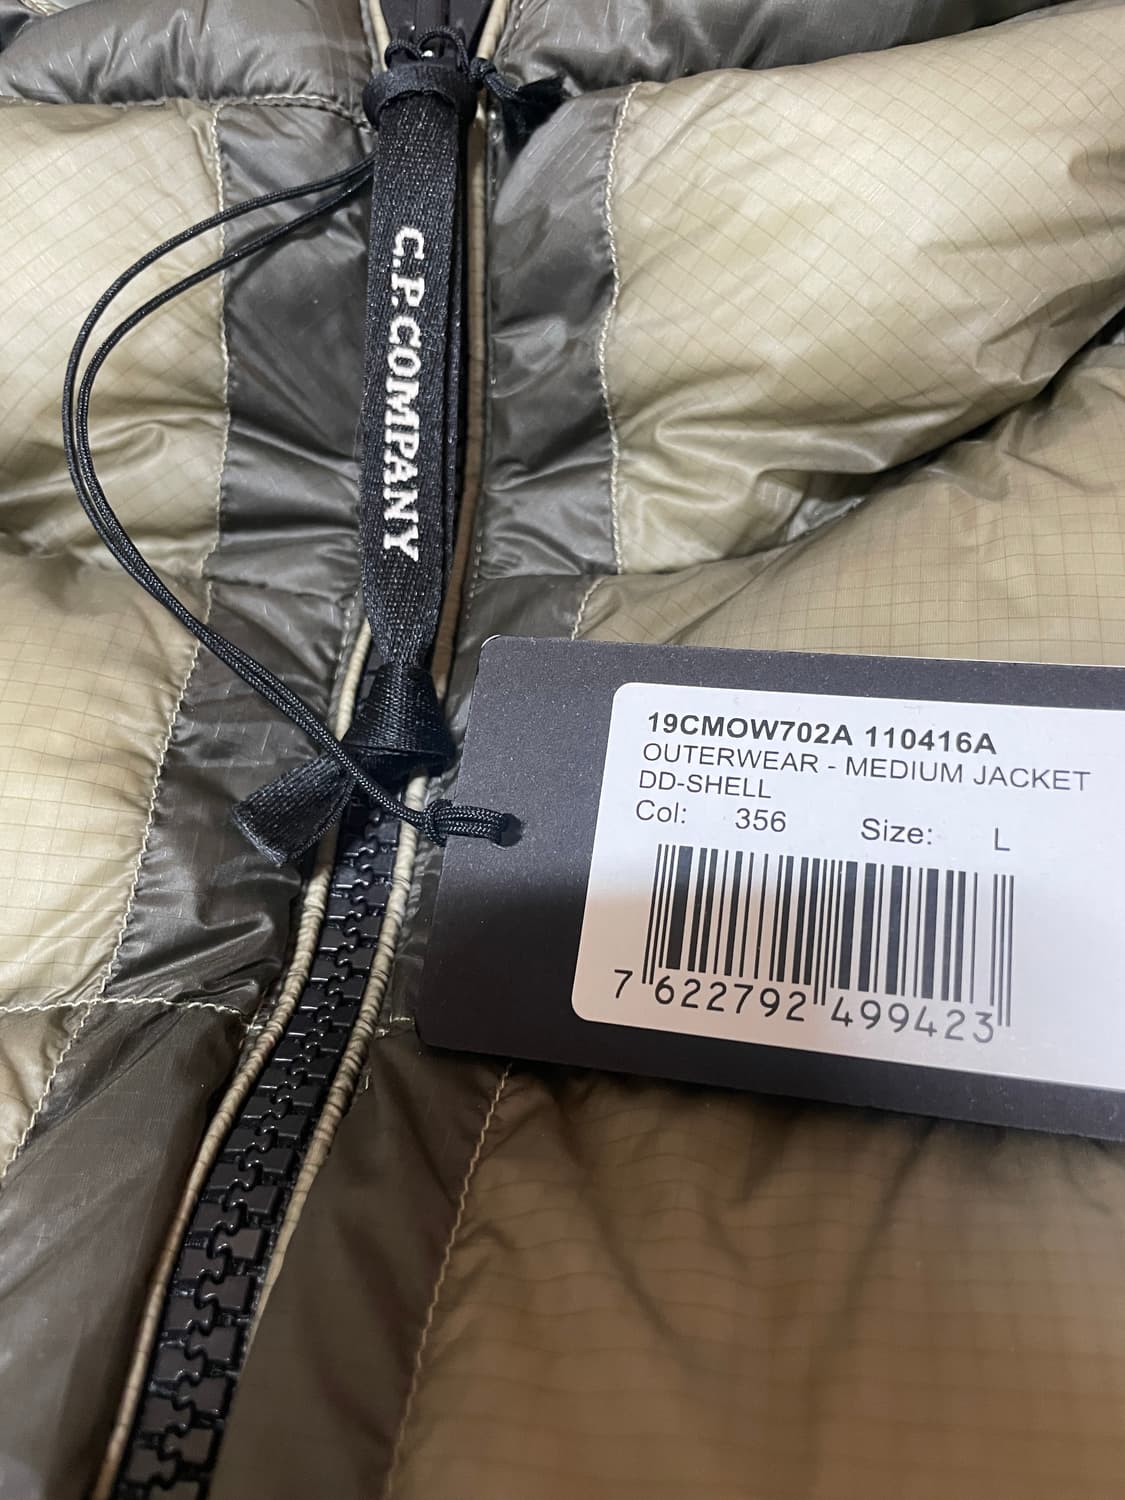 C.P. COMPANY
19CMOW702A 110416A
OUTERWEAR - MEDIUM JACKET
DD-SHELL
Col: 356 Size: L
7 622792 499423